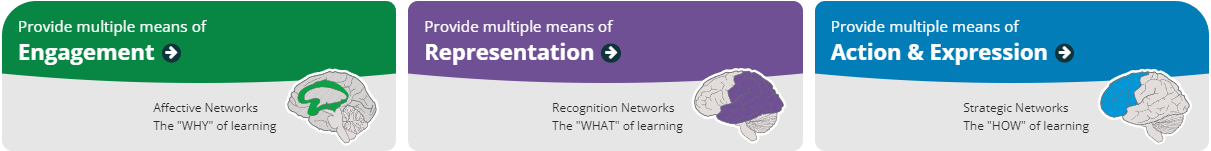 Provide multiple means of
Engagement
Affective Networks
The "WHY" of learning
Provide multiple means of
Representation
Recognition Networks
The "WHAT" of learning
Provide multiple means of
Action & Expression
Strategic Networks
The "HOW" of learning